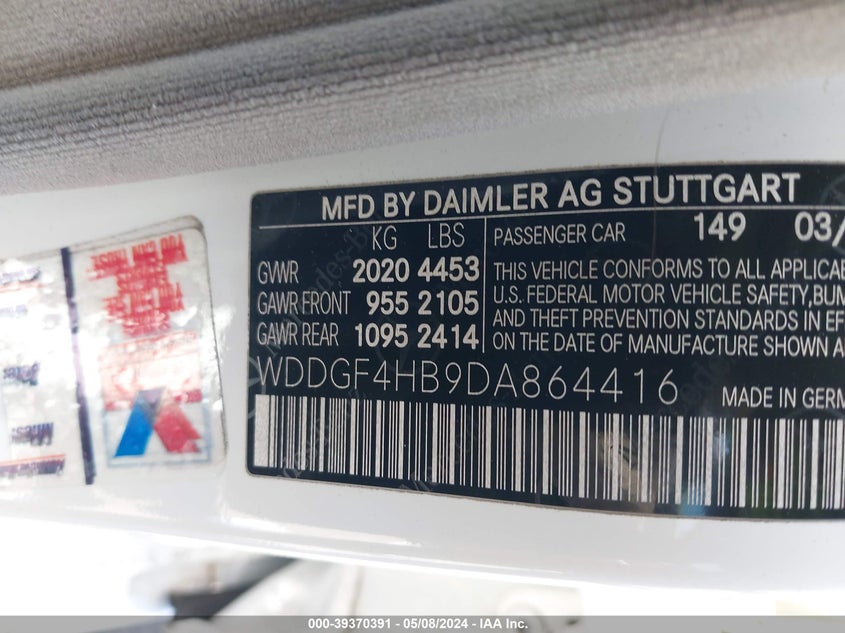 MFD BY DAIMLER AG STUTTGART
KG LBS
PASSENGER CAR 149 03/
GVWR 2020 4453
GAWR FRONT 955 2105
GAWR REAR 1095 2414
THIS VEHICLE CONFORMS TO ALL APPLICABLE
U.S. FEDERAL MOTOR VEHICLE SAFETY,BUM
AND THEFT PREVENTION STANDARDS IN EF
ON THE DATE OF MANUFACTURE SHOWN A
WDDGF4HB9DA864416
MADE IN GERM
000-39370391 - 05/08/2024 - IAA Inc.